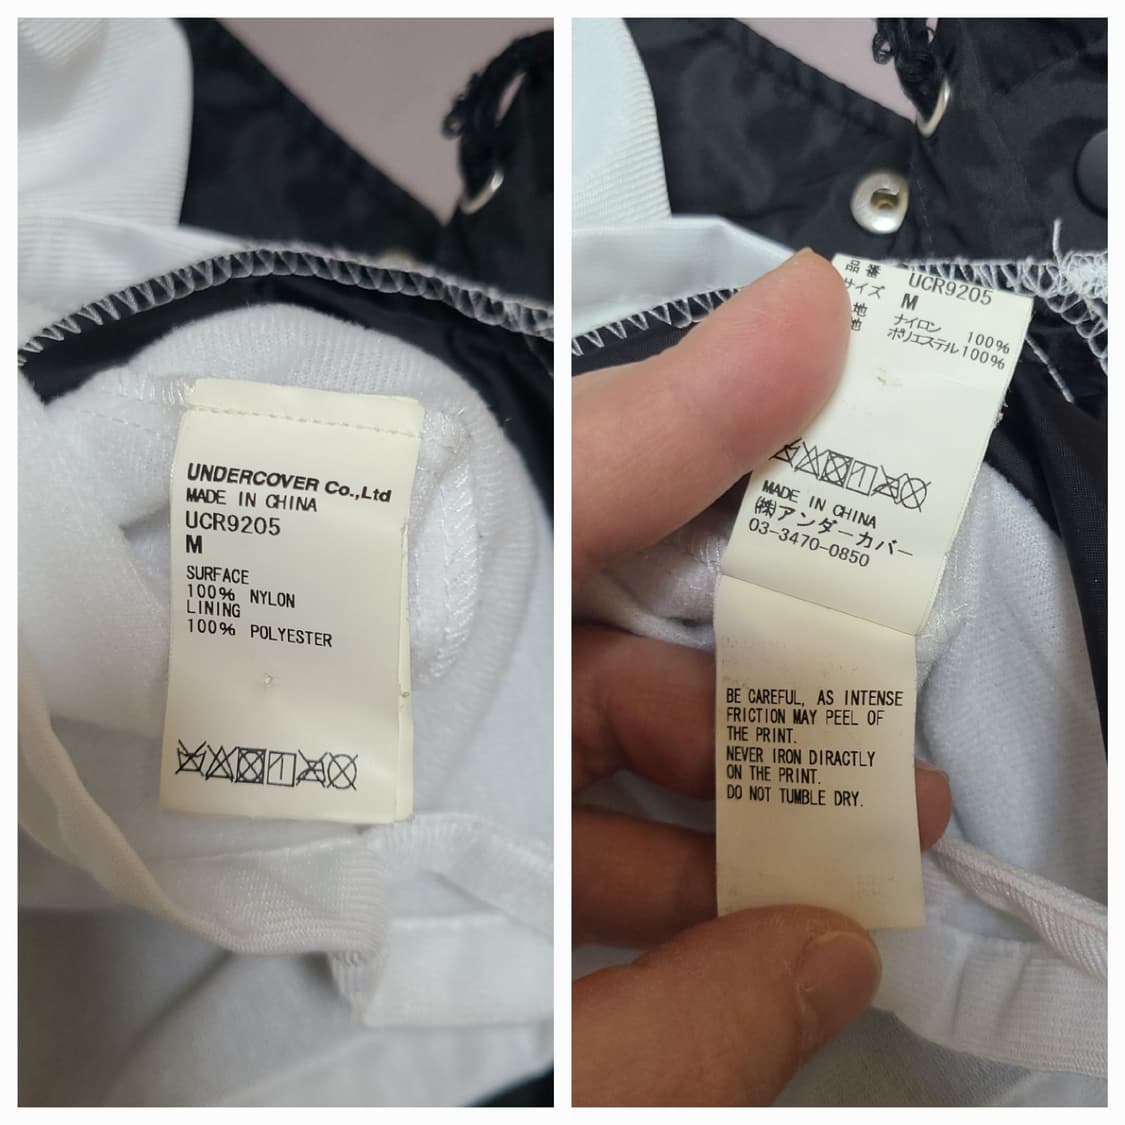 UNDERCOVER Co.,Ltd
MADE IN CHINA
UCR9205
M
SURFACE
100% NYLON
LINING
100% POLYESTER
品番 UCR9205
サイズ M
地 ナイロン 100%
地 ポリエステル 100%
MADE IN CHINA
㈱アンダーカバー
03-3470-0850
BE CAREFUL, AS INTENSE
FRICTION MAY PEEL OF
THE PRINT.
NEVER IRON DIRACTLY
ON THE PRINT.
DO NOT TUMBLE DRY.